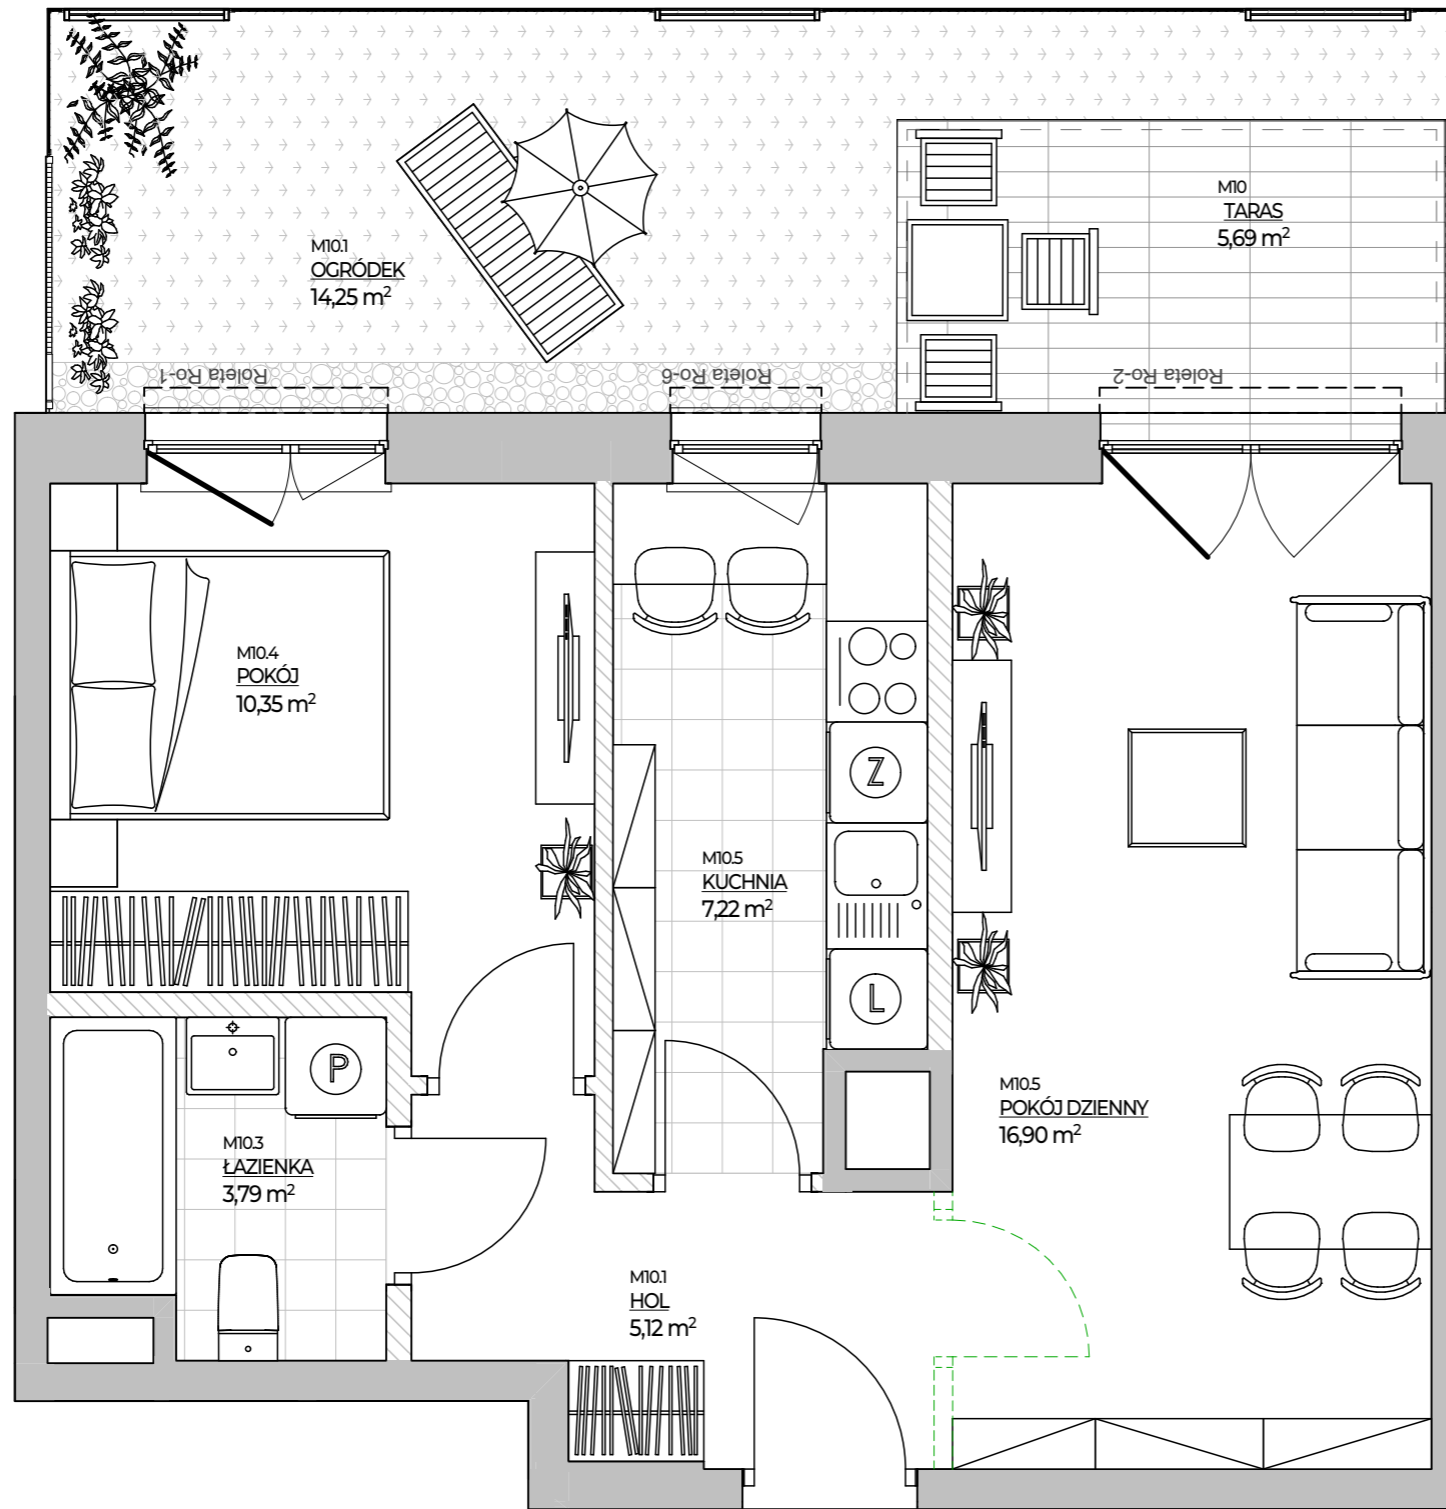 M10
TARAS
5,69 m²
M10.1
OGRÓDEK
14,25 m²
Roleta Ro-1
Roleta Ro-6
Roleta Ro-2
M10.4
POKÓJ
10,35 m²
Z
M10.5
KUCHNIA
7,22 m²
L
P
M10.5
POKÓJ DZIENNY
16,90 m²
M10.3
ŁAZIENKA
3,79 m²
M10.1
HOL
5,12 m²